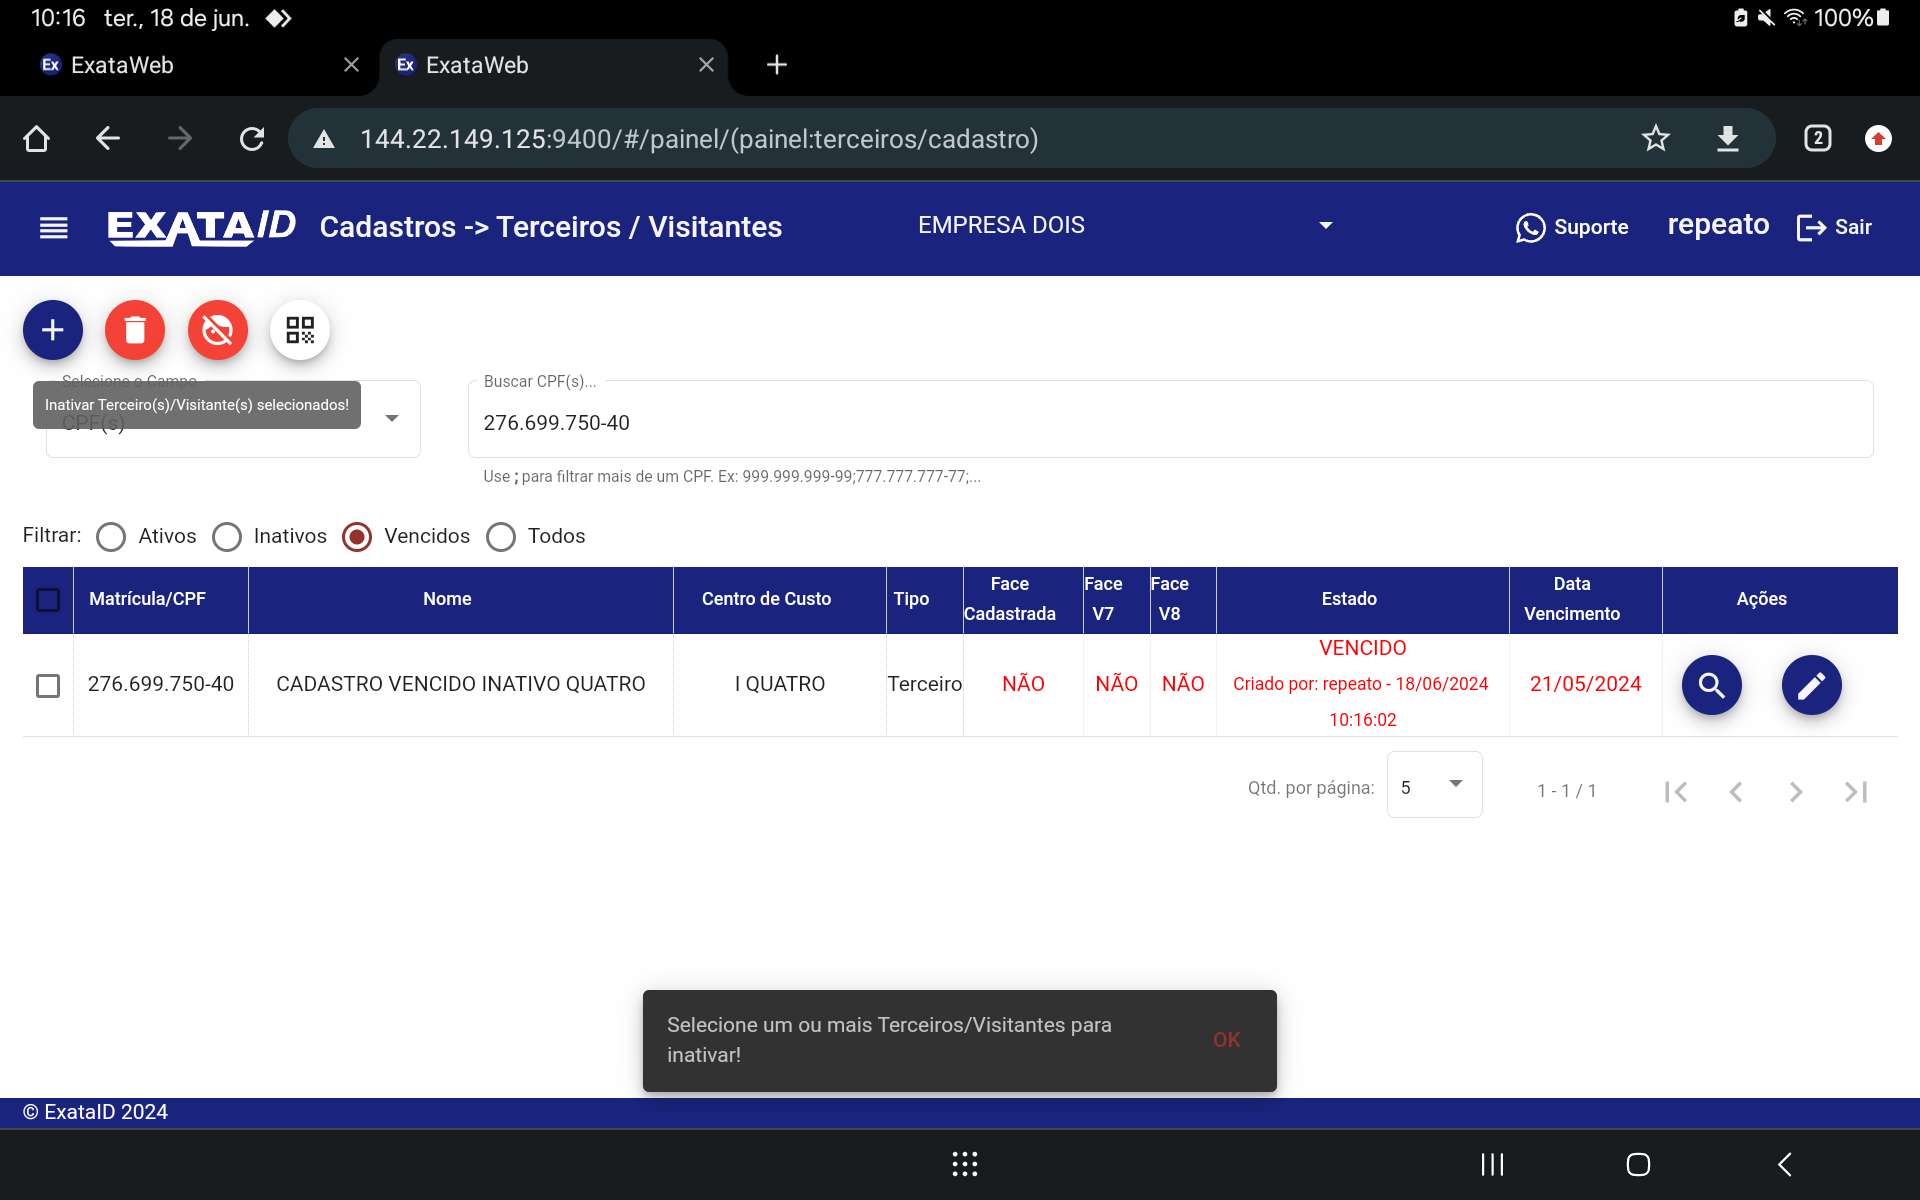 10:16 ter., 18 de jun. 100%
Ex ExataWeb Ex ExataWeb
144.22.149.125:9400/#/painel/(painel:terceiros/cadastro) 2
EXATAID Cadastros -> Terceiros / Visitantes EMPRESA DOIS Suporte repeato Sair
Selecione o Campo Buscar CPF(s)...
Inativar Terceiro(s)/Visitante(s) selecionados!
CPF(s) 276.699.750-40
Use ; para filtrar mais de um CPF. Ex: 999.999.999-99;777.777.777-77;...
Filtrar: Ativos Inativos Vencidos Todos
Matrícula/CPF Nome Centro de Custo Tipo Face Cadastrada Face V7 Face V8 Estado Data Vencimento Ações
276.699.750-40 CADASTRO VENCIDO INATIVO QUATRO I QUATRO Terceiro NÃO NÃO NÃO VENCIDO
Criado por: repeato - 18/06/2024
10:16:02
21/05/2024
Qtd. por página: 5 1 - 1 / 1
Selecione um ou mais Terceiros/Visitantes para
inativar!
OK
© ExataID 2024